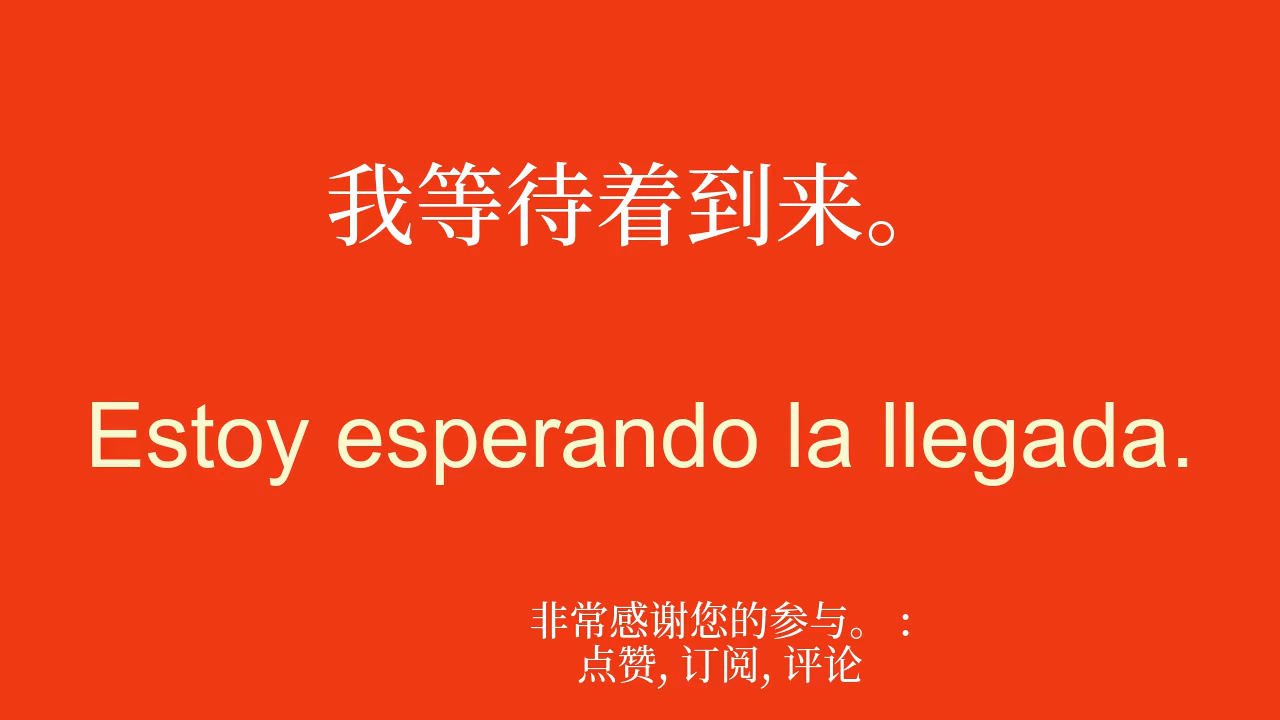 我等待着到来。
Estoy esperando la llegada.
非常感谢您的参与。 :
点赞, 订阅, 评论